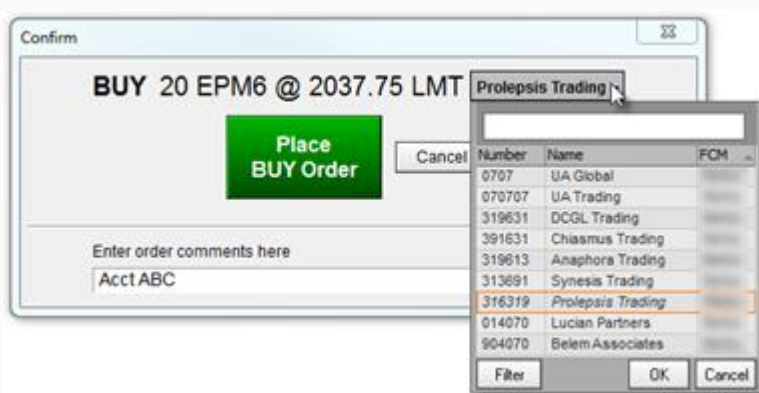 Confirm
BUY 20 EPM6 @ 2037.75 LMT Prolepsis Trading
Place
BUY Order
Cancel
Enter order comments here
Acct ABC
Number Name FCM
0707 UA Global
070707 UA Trading
319631 DCGL Trading
391631 Chiasmus Trading
319613 Anaphora Trading
313691 Synesis Trading
316319 Prolepsis Trading
014070 Lucian Partners
904070 Belem Associates
Filter OK Cancel